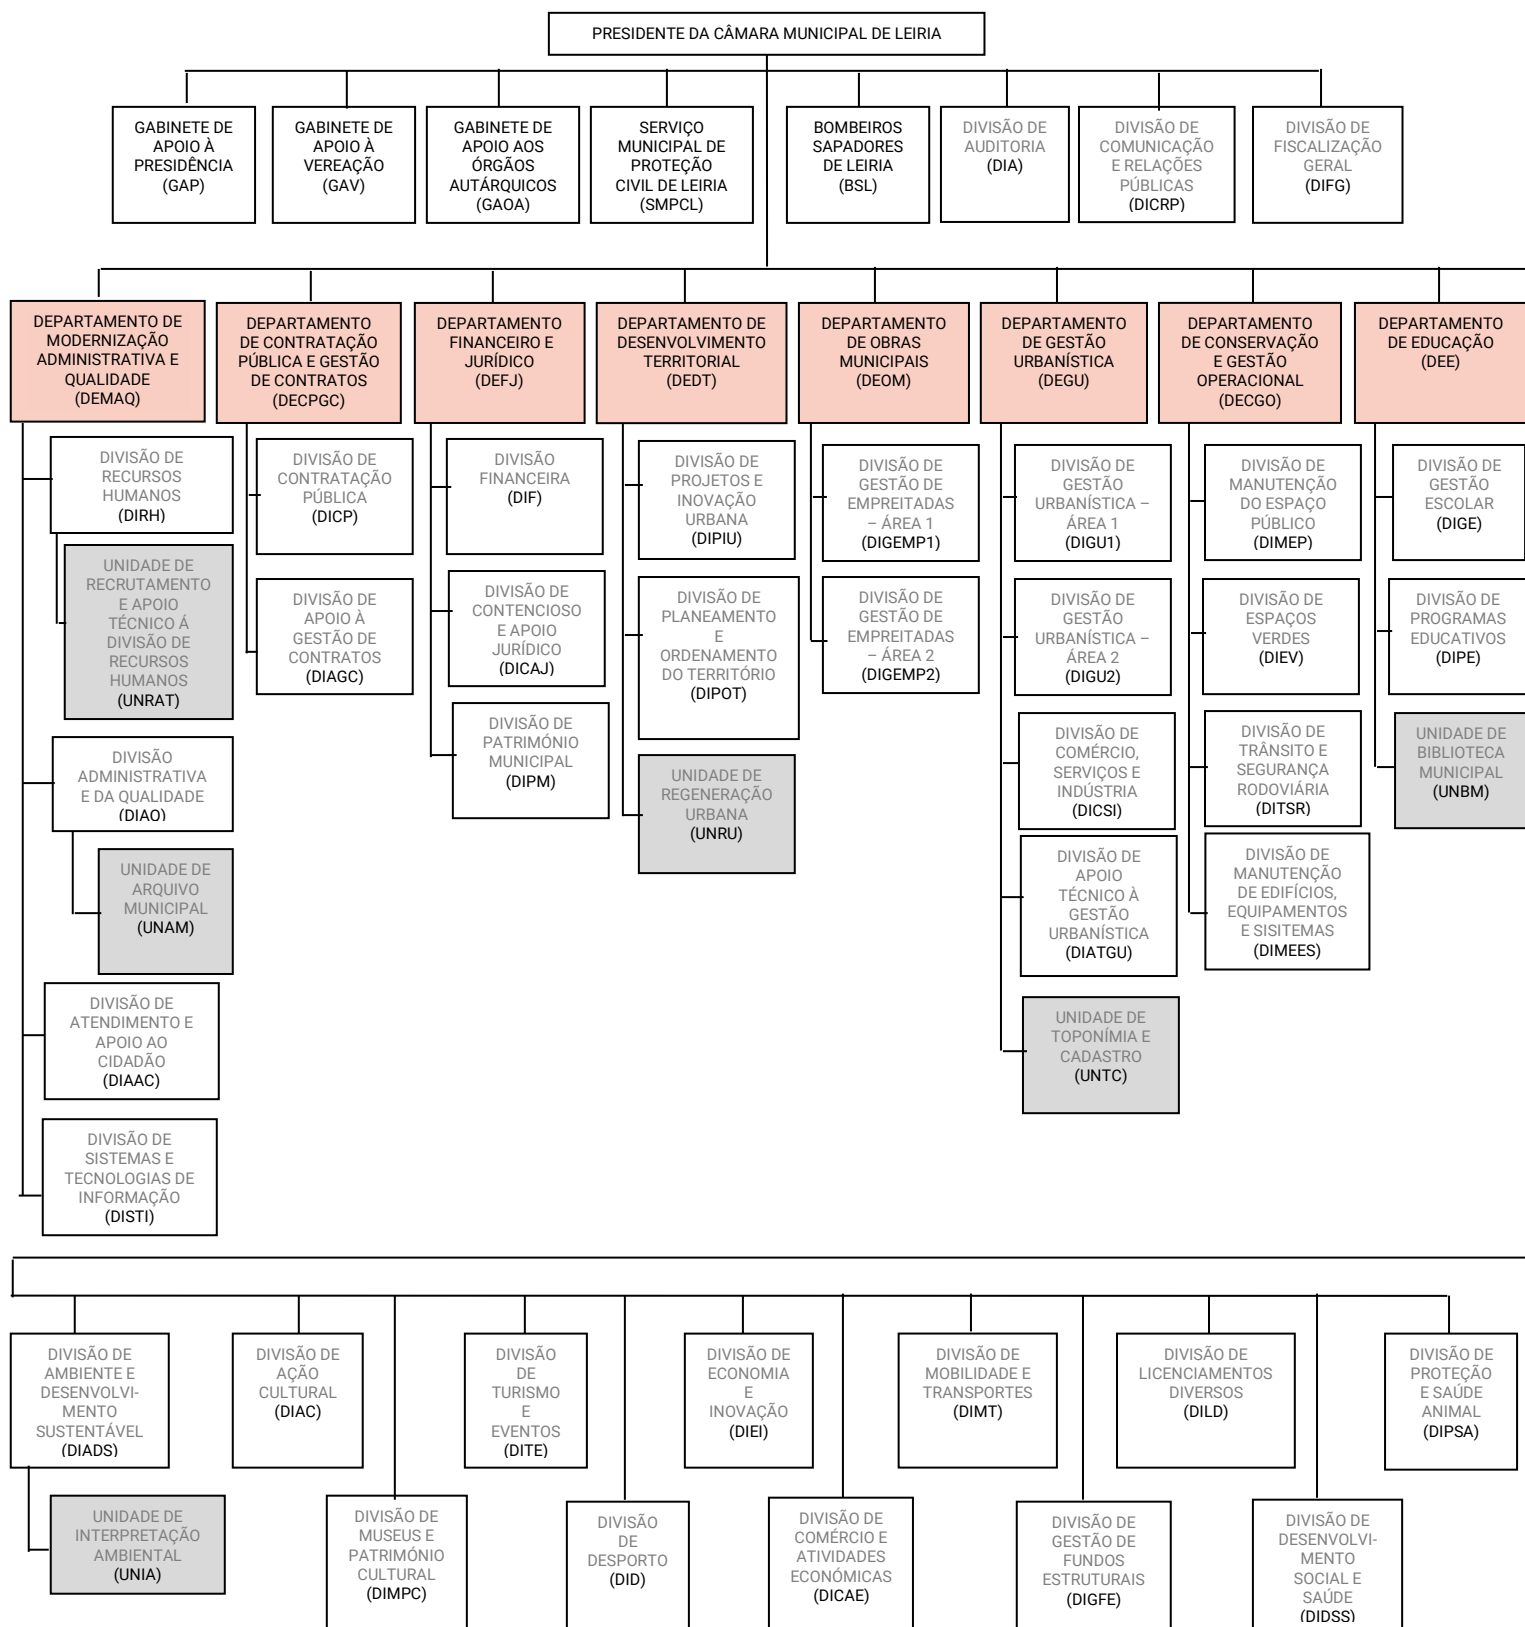 PRESIDENTE DA CÂMARA MUNICIPAL DE LEIRIA
GABINETE DE
APOIO À
PRESIDÊNCIA
(GAP)
GABINETE DE
APOIO À
VEREAÇÃO
(GAV)
GABINETE DE
APOIO AOS
ÓRGÃOS
AUTÁRQUICOS
(GAOA)
SERVIÇO
MUNICIPAL DE
PROTEÇÃO
CIVIL DE LEIRIA
(SMPCL)
BOMBEIROS
SAPADORES
DE LEIRIA
(BSL)
DIVISÃO DE
AUDITORIA
(DIA)
DIVISÃO DE
COMUNICAÇÃO
E RELAÇÕES
PÚBLICAS
(DICRP)
DIVISÃO DE
FISCALIZAÇÃO
GERAL
(DIFG)
DEPARTAMENTO DE
MODERNIZAÇÃO
ADMINISTRATIVA E
QUALIDADE
(DEMAQ)
DEPARTAMENTO
DE CONTRATAÇÃO
PÚBLICA E GESTÃO
DE CONTRATOS
(DECPGC)
DEPARTAMENTO
FINANCEIRO E
JURÍDICO
(DEFJ)
DEPARTAMENTO DE
DESENVOLVIMENTO
TERRITORIAL
(DEDT)
DEPARTAMENTO
DE OBRAS
MUNICIPAIS
(DEOM)
DEPARTAMENTO
DE GESTÃO
URBANÍSTICA
(DEGU)
DEPARTAMENTO
DE CONSERVAÇÃO
E GESTÃO
OPERACIONAL
(DECGO)
DEPARTAMENTO
DE EDUCAÇÃO
(DEE)
DIVISÃO DE
RECURSOS
HUMANOS
(DIRH)
UNIDADE DE
RECRUTAMENTO
E APOIO
TÉCNICO Á
DIVISÃO DE
RECURSOS
HUMANOS
(UNRAT)
DIVISÃO
ADMINISTRATIVA
E DA QUALIDADE
(DIAQ)
UNIDADE DE
ARQUIVO
MUNICIPAL
(UNAM)
DIVISÃO DE
ATENDIMENTO E
APOIO AO
CIDADÃO
(DIAAC)
DIVISÃO DE
SISTEMAS E
TECNOLOGIAS DE
INFORMAÇÃO
(DISTI)
DIVISÃO DE
CONTRATAÇÃO
PÚBLICA
(DICP)
DIVISÃO DE
APOIO À
GESTÃO DE
CONTRATOS
(DIAGC)
DIVISÃO
FINANCEIRA
(DIF)
DIVISÃO DE
CONTENCIOSO
E APOIO
JURÍDICO
(DICAJ)
DIVISÃO DE
PATRIMÓNIO
MUNICIPAL
(DIPM)
DIVISÃO DE
PROJETOS E
INOVAÇÃO
URBANA
(DIPIU)
DIVISÃO DE
PLANEAMENTO
E
ORDENAMENTO
DO TERRITÓRIO
(DIPOT)
UNIDADE DE
REGENERAÇÃO
URBANA
(UNRU)
DIVISÃO DE
GESTÃO DE
EMPREITADAS
– ÁREA 1
(DIGEMP1)
DIVISÃO DE
GESTÃO DE
EMPREITADAS
– ÁREA 2
(DIGEMP2)
DIVISÃO DE
GESTÃO
URBANÍSTICA –
ÁREA 1
(DIGU1)
DIVISÃO DE
GESTÃO
URBANÍSTICA –
ÁREA 2
(DIGU2)
DIVISÃO DE
COMÉRCIO,
SERVIÇOS E
INDÚSTRIA
(DICSI)
DIVISÃO DE
APOIO
TÉCNICO À
GESTÃO
URBANÍSTICA
(DIATGU)
UNIDADE DE
TOPONÍMIA E
CADASTRO
(UNTC)
DIVISÃO DE
MANUTENÇÃO
DO ESPAÇO
PÚBLICO
(DIMEP)
DIVISÃO DE
ESPAÇOS
VERDES
(DIEV)
DIVISÃO DE
TRÂNSITO E
SEGURANÇA
RODOVIÁRIA
(DITSR)
DIVISÃO DE
MANUTENÇÃO
DE EDIFÍCIOS,
EQUIPAMENTOS
E SISITEMAS
(DIMEES)
DIVISÃO DE
GESTÃO
ESCOLAR
(DIGE)
DIVISÃO DE
PROGRAMAS
EDUCATIVOS
(DIPE)
UNIDADE DE
BIBLIOTECA
MUNICIPAL
(UNBM)
DIVISÃO DE
AMBIENTE E
DESENVOLVI-
MENTO
SUSTENTÁVEL
(DIADS)
UNIDADE DE
INTERPRETAÇÃO
AMBIENTAL
(UNIA)
DIVISÃO DE
AÇÃO
CULTURAL
(DIAC)
DIVISÃO DE
MUSEUS E
PATRIMÓNIO
CULTURAL
(DIMPC)
DIVISÃO
DE
TURISMO
E
EVENTOS
(DITE)
DIVISÃO
DE
DESPORTO
(DID)
DIVISÃO DE
ECONOMIA
E
INOVAÇÃO
(DIEI)
DIVISÃO DE
COMÉRCIO E
ATIVIDADES
ECONÓMICAS
(DICAE)
DIVISÃO DE
MOBILIDADE E
TRANSPORTES
(DIMT)
DIVISÃO DE
GESTÃO DE
FUNDOS
ESTRUTURAIS
(DIGFE)
DIVISÃO DE
LICENCIAMENTOS
DIVERSOS
(DILD)
DIVISÃO DE
DESENVOLVI-
MENTO
SOCIAL E
SAÚDE
(DIDSS)
DIVISÃO DE
PROTEÇÃO
E SAÚDE
ANIMAL
(DIPSA)